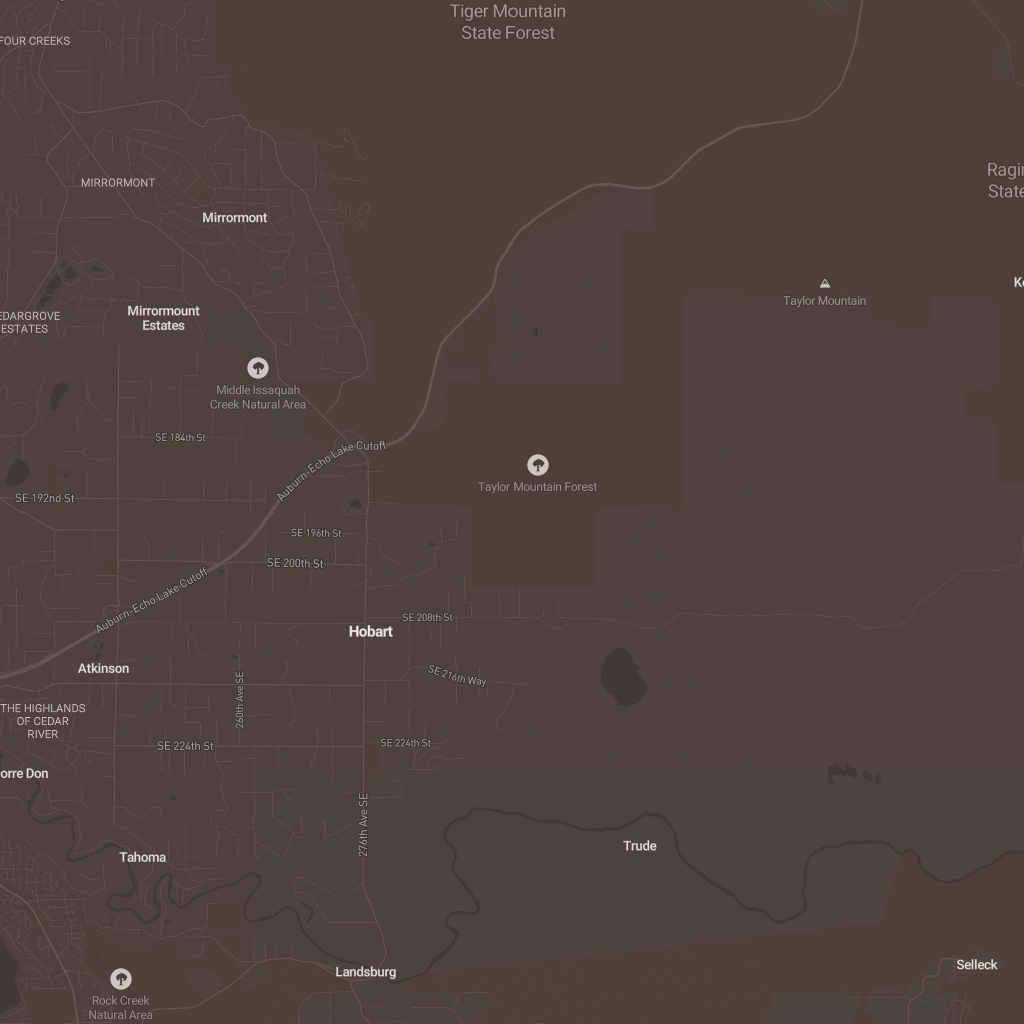 Tiger Mountain
State Forest
FOUR CREEKS
MIRRORMONT
Mirrormont
Taylor Mountain
Mirrormount
Estates
ESTATES
Middle Issaquah
Creek Natural Area
SE 184th St
Auburn-Echo Lake Cutoff
Taylor Mountain Forest
SE 192nd St
SE 196th St
SE 200th St
Auburn-Echo Lake Cutoff
SE 208th St
Hobart
Atkinson
SE 216th Way
260th Ave SE
THE HIGHLANDS
OF CEDAR
RIVER
SE 224th St
SE 224th St
orre Don
276th Ave SE
Trude
Tahoma
Landsburg
Selleck
Rock Creek
Natural Area